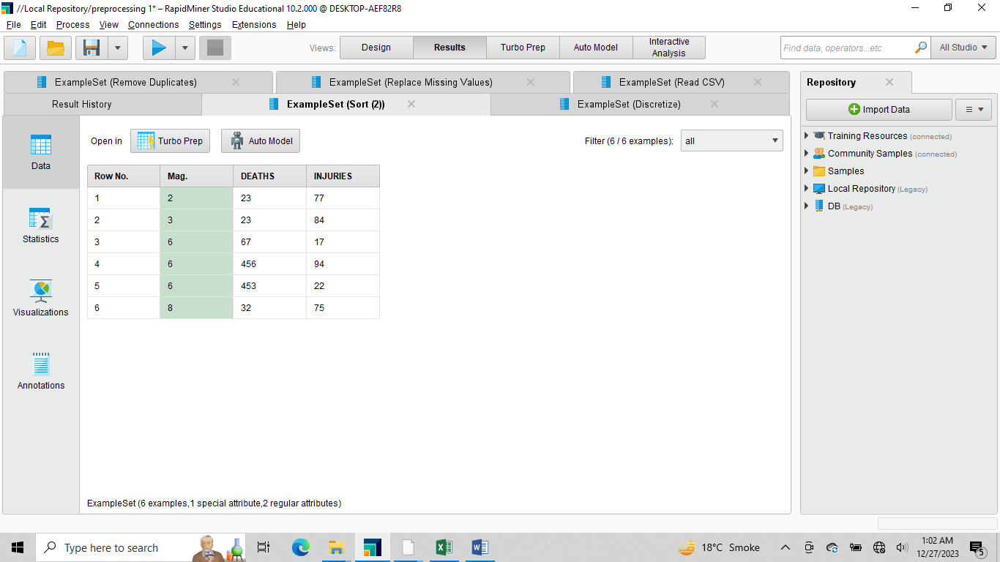 //Local Repository/preprocessing 1* – RapidMiner Studio Educational 10.2.000 @ DESKTOP-AEF82R8
File Edit Process View Connections Settings Extensions Help
Views: Design Results Turbo Prep Auto Model Interactive Analysis
Find data, operators...etc All Studio
ExampleSet (Remove Duplicates) ExampleSet (Replace Missing Values) ExampleSet (Read CSV)
Result History ExampleSet (Sort (2)) ExampleSet (Discretize)
Data
Statistics
Visualizations
Annotations
Open in Turbo Prep Auto Model Filter (6 / 6 examples): all
Row No. Mag. DEATHS INJURIES
1 2 23 77
2 3 23 84
3 6 67 17
4 6 456 94
5 6 453 22
6 8 32 75
ExampleSet (6 examples,1 special attribute,2 regular attributes)
Repository
Import Data
Training Resources (connected)
Community Samples (connected)
Samples
Local Repository (Legacy)
DB (Legacy)
Type here to search
18°C Smoke
1:02 AM
12/27/2023
5